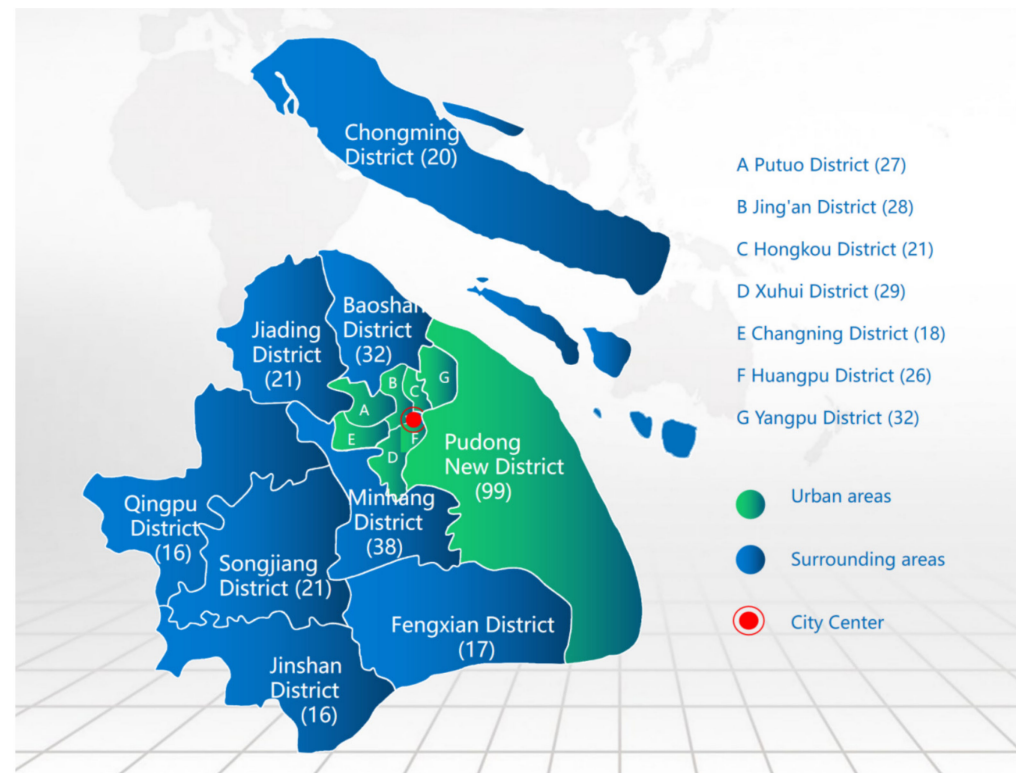 Chongming
District (20)
Baoshan
District
(32)
Jiading
District
(21)
B
C
G
A
E
F
D
Pudong
New District
(99)
Minhang
District
(38)
Qingpu
District
(16)
Songjiang
District (21)
Fengxian District
(17)
Jinshan
District
(16)
A Putuo District (27)
B Jing'an District (28)
C Hongkou District (21)
D Xuhui District (29)
E Changning District (18)
F Huangpu District (26)
G Yangpu District (32)
Urban areas
Surrounding areas
City Center